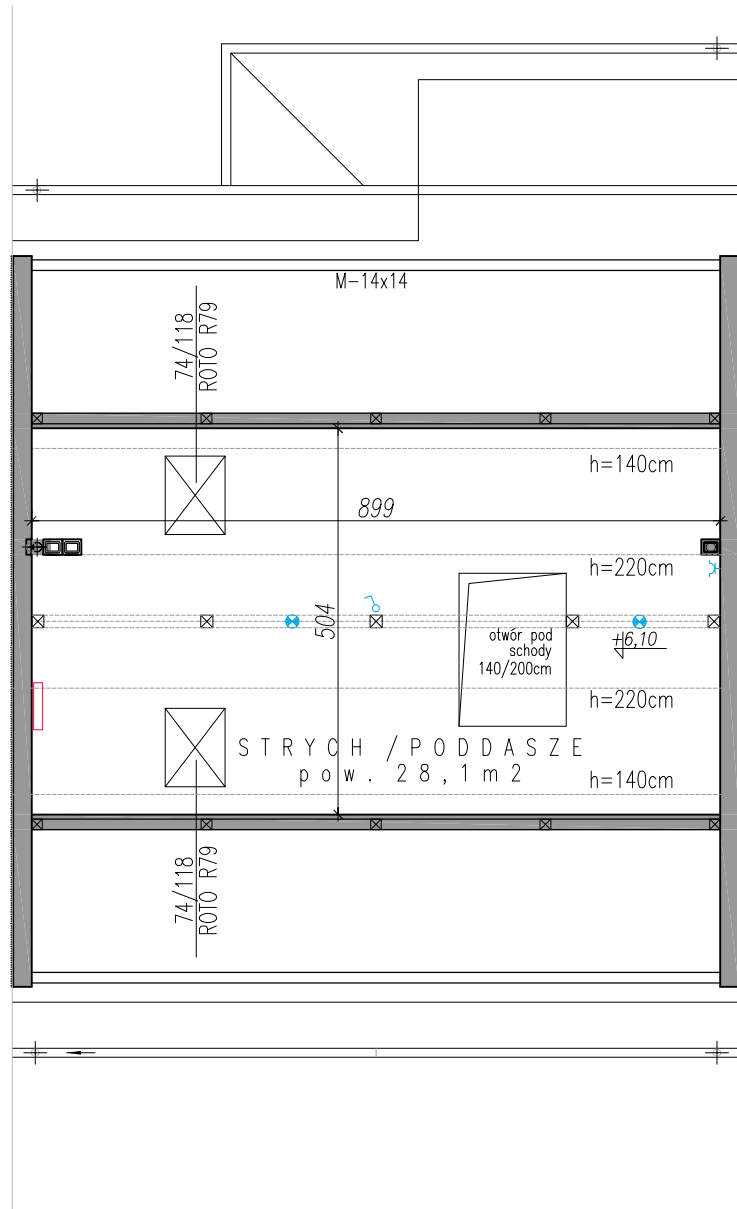 M-14x14
74/118
ROTO R79
h=140cm
899
h=220cm
504
otwór pod
schody
140/200cm
+6,10
h=220cm
STRYCH /PODDASZE
pow. 28,1m2
h=140cm
74/118
ROTO R79